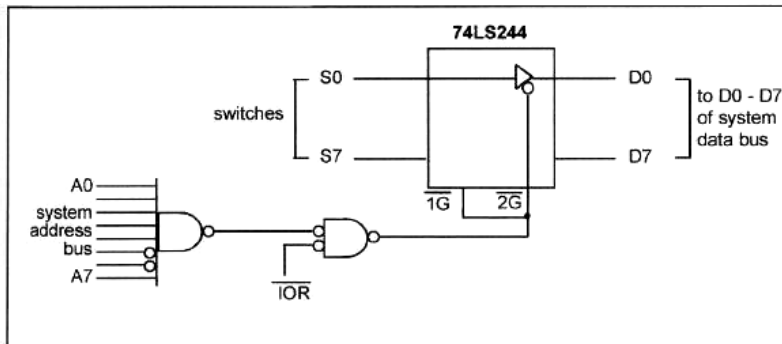 74LS244
S0
D0
switches
to D0 - D7
of system
data bus
S7
D7
A0
system
address
bus
A7
1G
2G
IOR